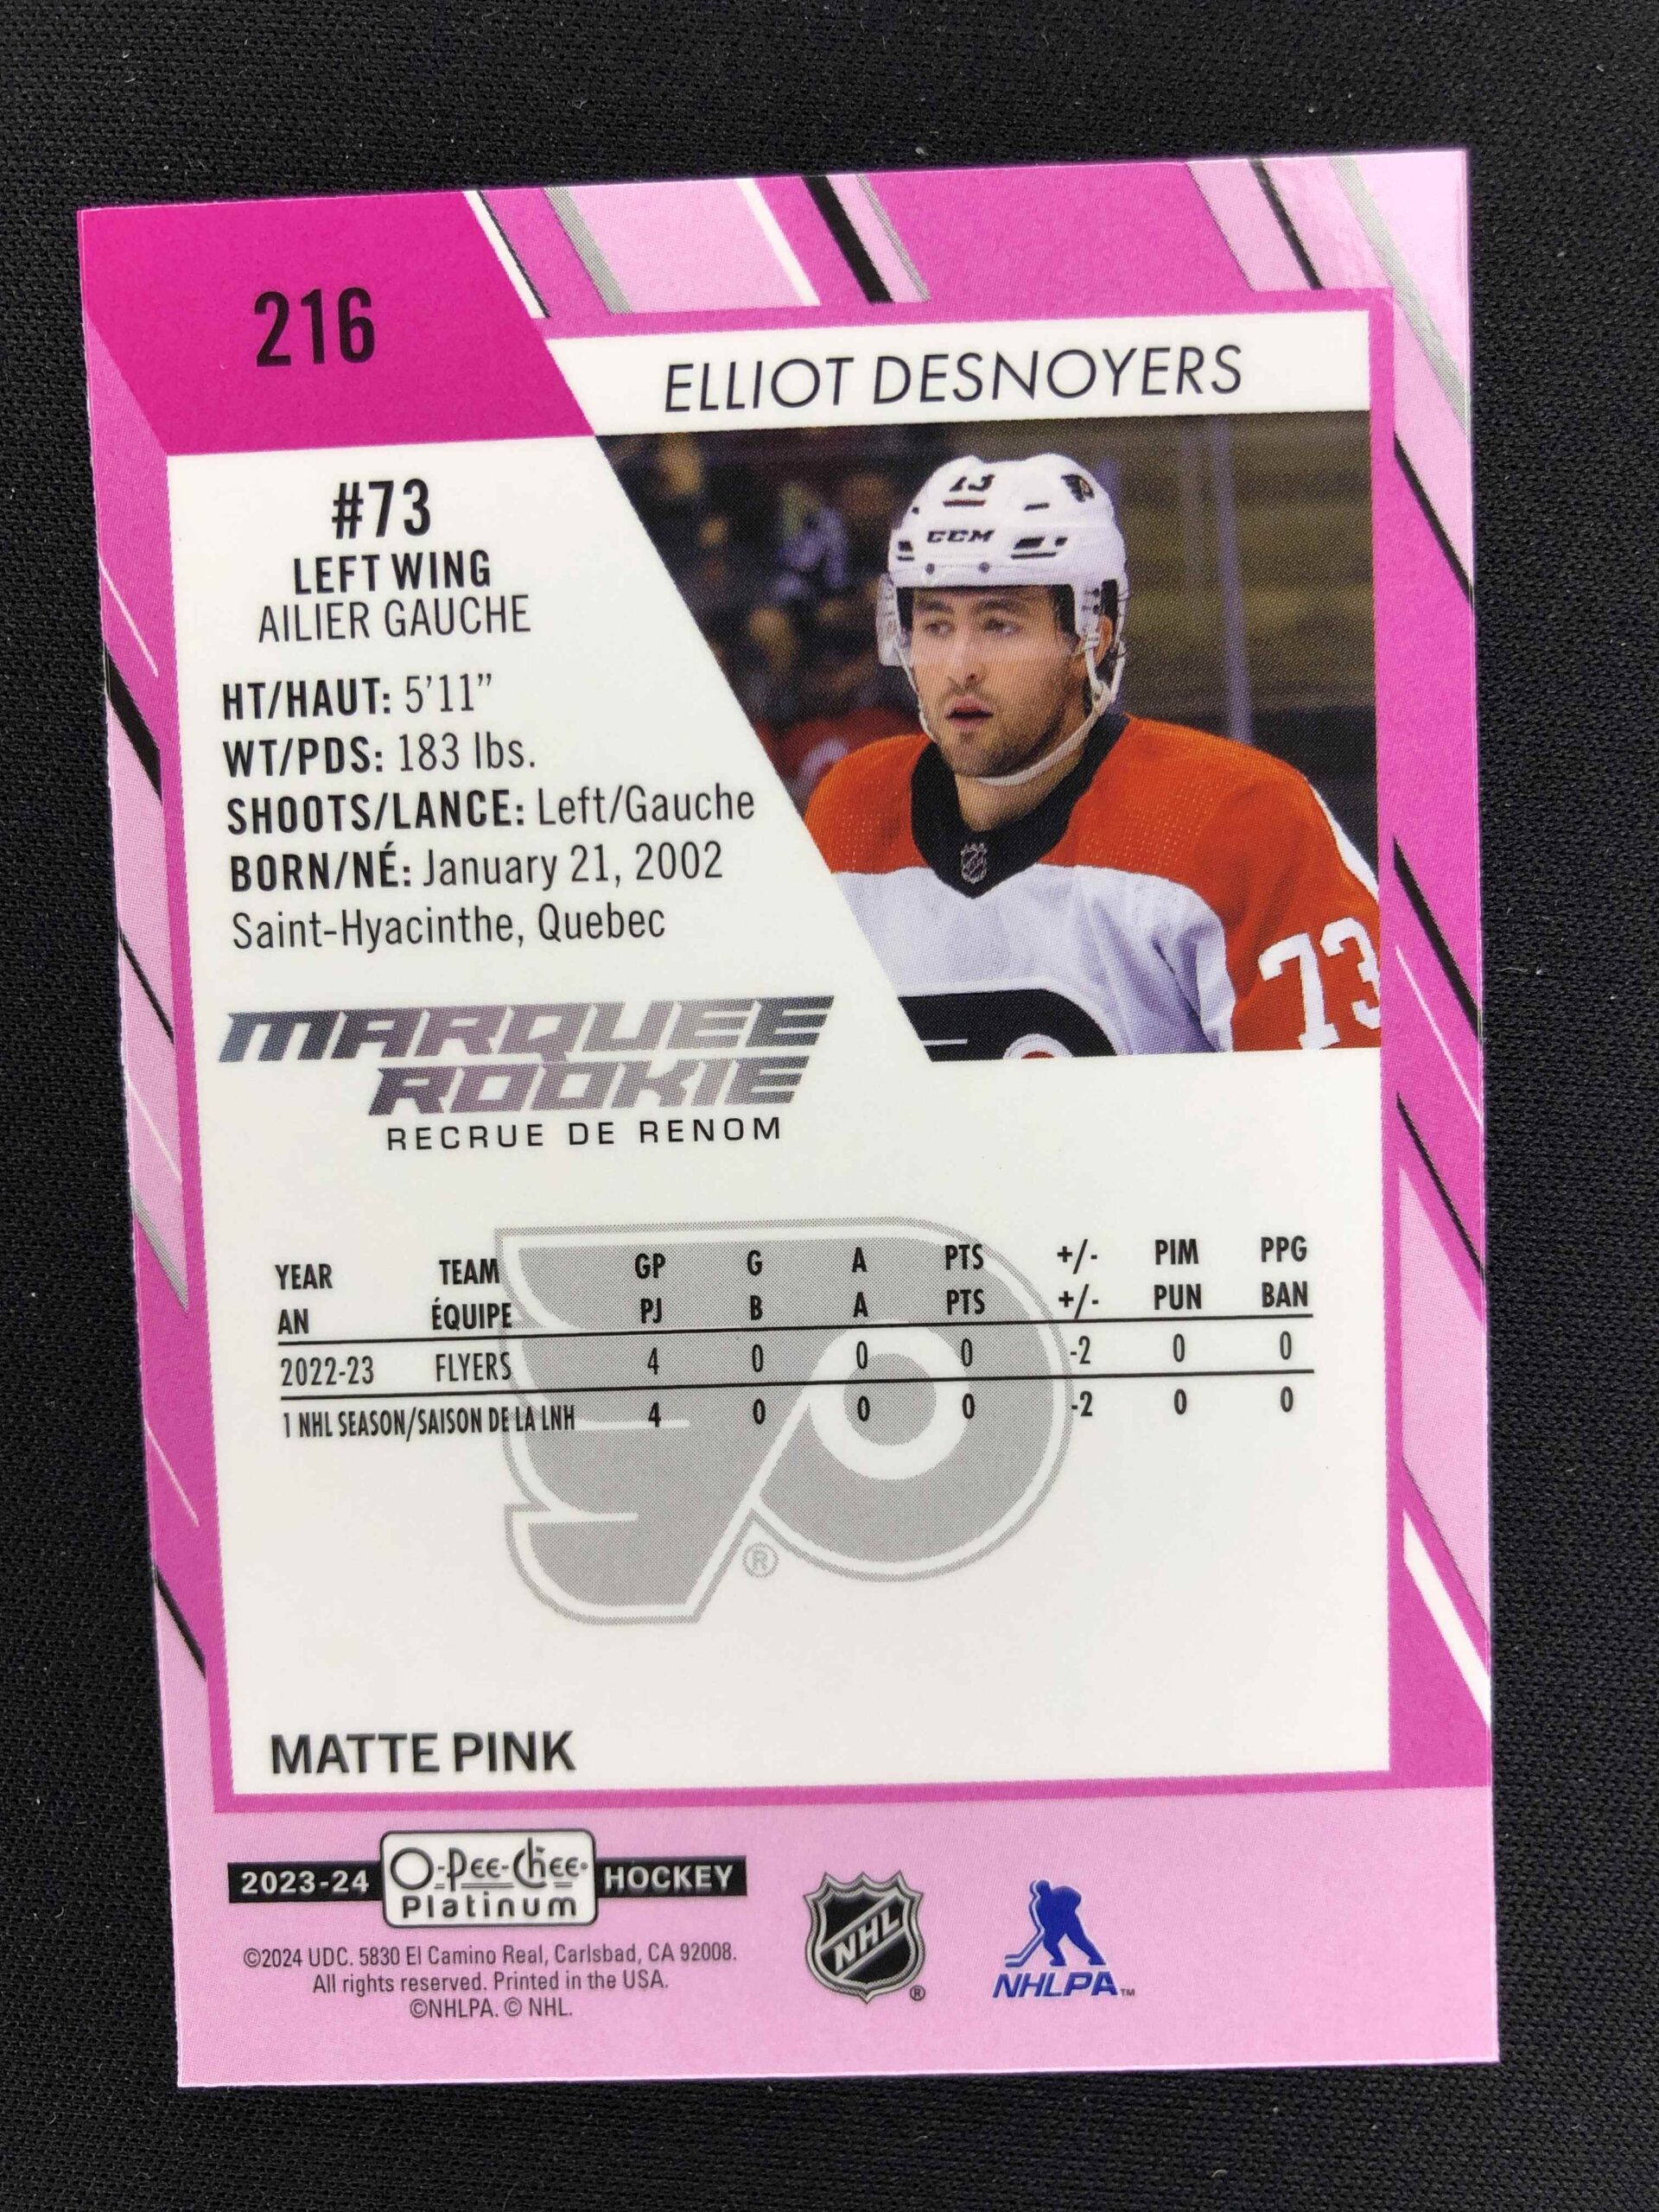 216
ELLIOT DESNOYERS
#73
LEFT WING
AILIER GAUCHE
HT/HAUT: 5'11"
WT/PDS: 183 lbs.
SHOOTS/LANCE: Left/Gauche
BORN/NÉ: January 21, 2002
Saint-Hyacinthe, Quebec
13
CCM
73
MARQUEE
ROOKIE
RECRUE DE RENOM
YEAR TEAM GP G A PTS +/- PIM PPG
AN ÉQUIPE PJ B A PTS +/- PUN BAN
2022-23 FLYERS 4 0 0 0 -2 0 0
1 NHL SEASON/SAISON DE LA LNH 4 0 0 0 -2 0 0
®
MATTE PINK
2023-24 O-Pee-Chee® HOCKEY
Platinum
©2024 UDC. 5830 El Camino Real, Carlsbad, CA 92008.
All rights reserved. Printed in the USA.
©NHLPA. © NHL.
NHL ®
NHLPA™